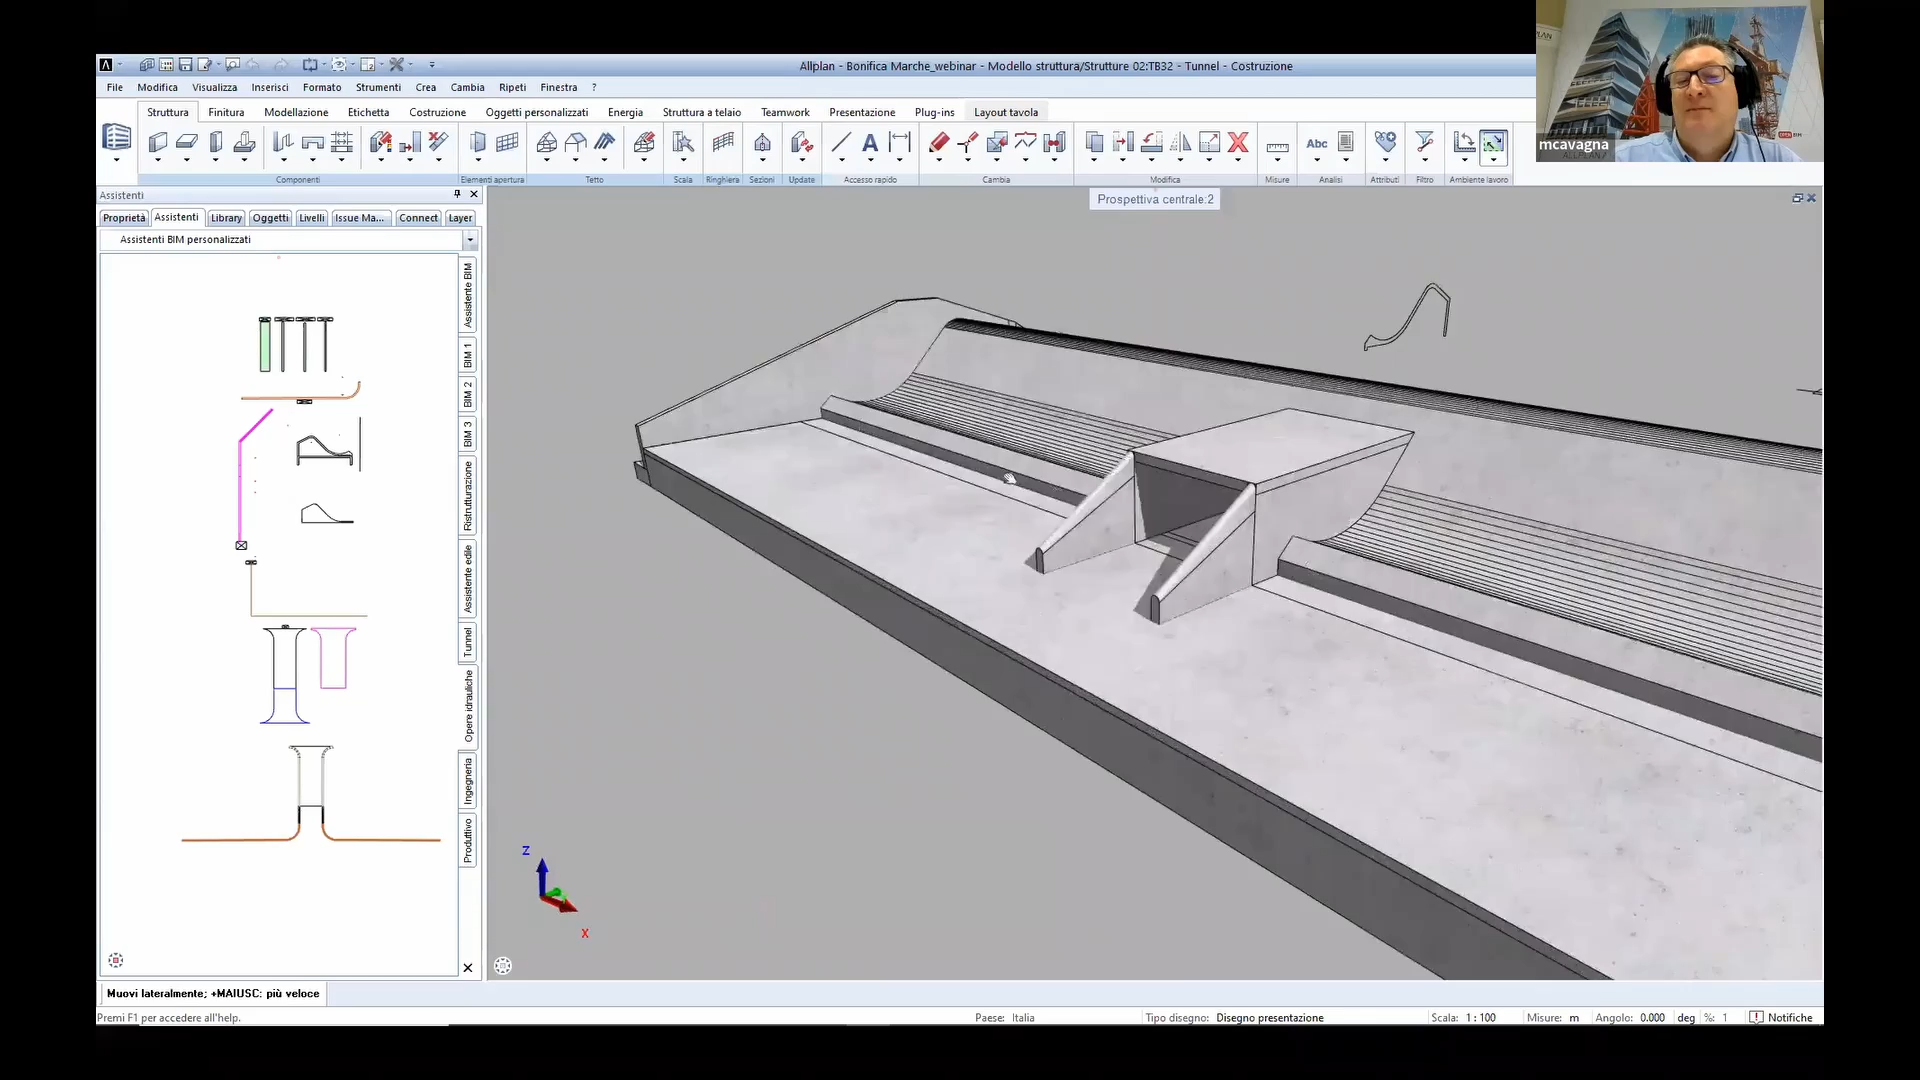 Allplan - Bonifica Marche_webinar - Modello struttura/Strutture 02:TB32 - Tunnel - Costruzione
File Modifica Visualizza Inserisci Formato Strumenti Crea Cambia Ripeti Finestra ?
Struttura Finitura Modellazione Etichetta Costruzione Oggetti personalizzati Energia Struttura a telaio Teamwork Presentazione Plug-ins Layout tavola
Abc
Componenti Elementi apertura Tetto Scala Ringhiera Sezioni Update Accesso rapido Cambia Modifica Misure Analisi Attributi Filtro Ambiente lavoro
mcavagna
Assistenti
Proprietà Assistenti Library Oggetti Livelli Issue Ma... Connect Layer
Prospettiva centrale:2
Assistenti BIM personalizzati
Assistente BIM
BIM 1
BIM 2
BIM 3
Ristrutturazione
Assistente edile
Tunnel
Opere idrauliche
Ingegneria
Produttivo
Z
X
Muovi lateralmente; +MAIUSC: più veloce
Premi F1 per accedere all'help. Paese: Italia Tipo disegno: Disegno presentazione Scala: 1 : 100 Misure: m Angolo: 0.000 deg %: 1 Notifiche